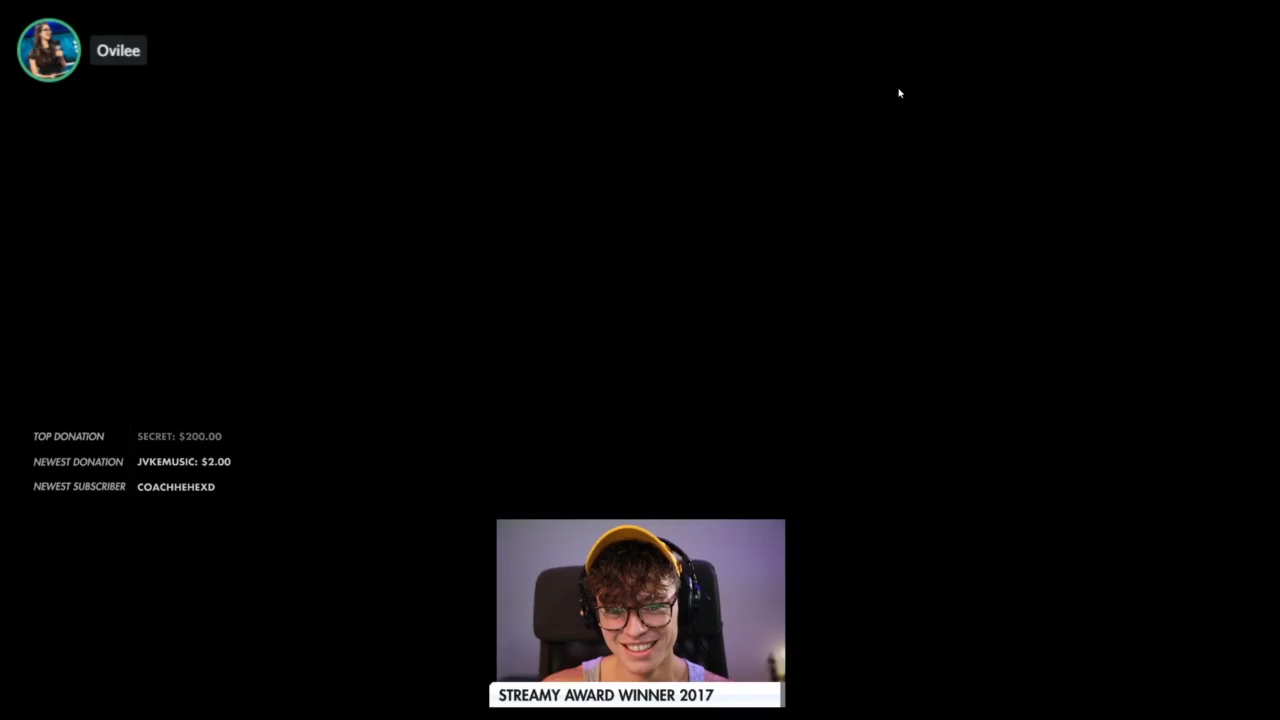 Ovilee
TOP DONATION SECRET: $200.00
NEWEST DONATION JVKEMUSIC: $2.00
NEWEST SUBSCRIBER COACHHEHEXD
STREAMY AWARD WINNER 2017